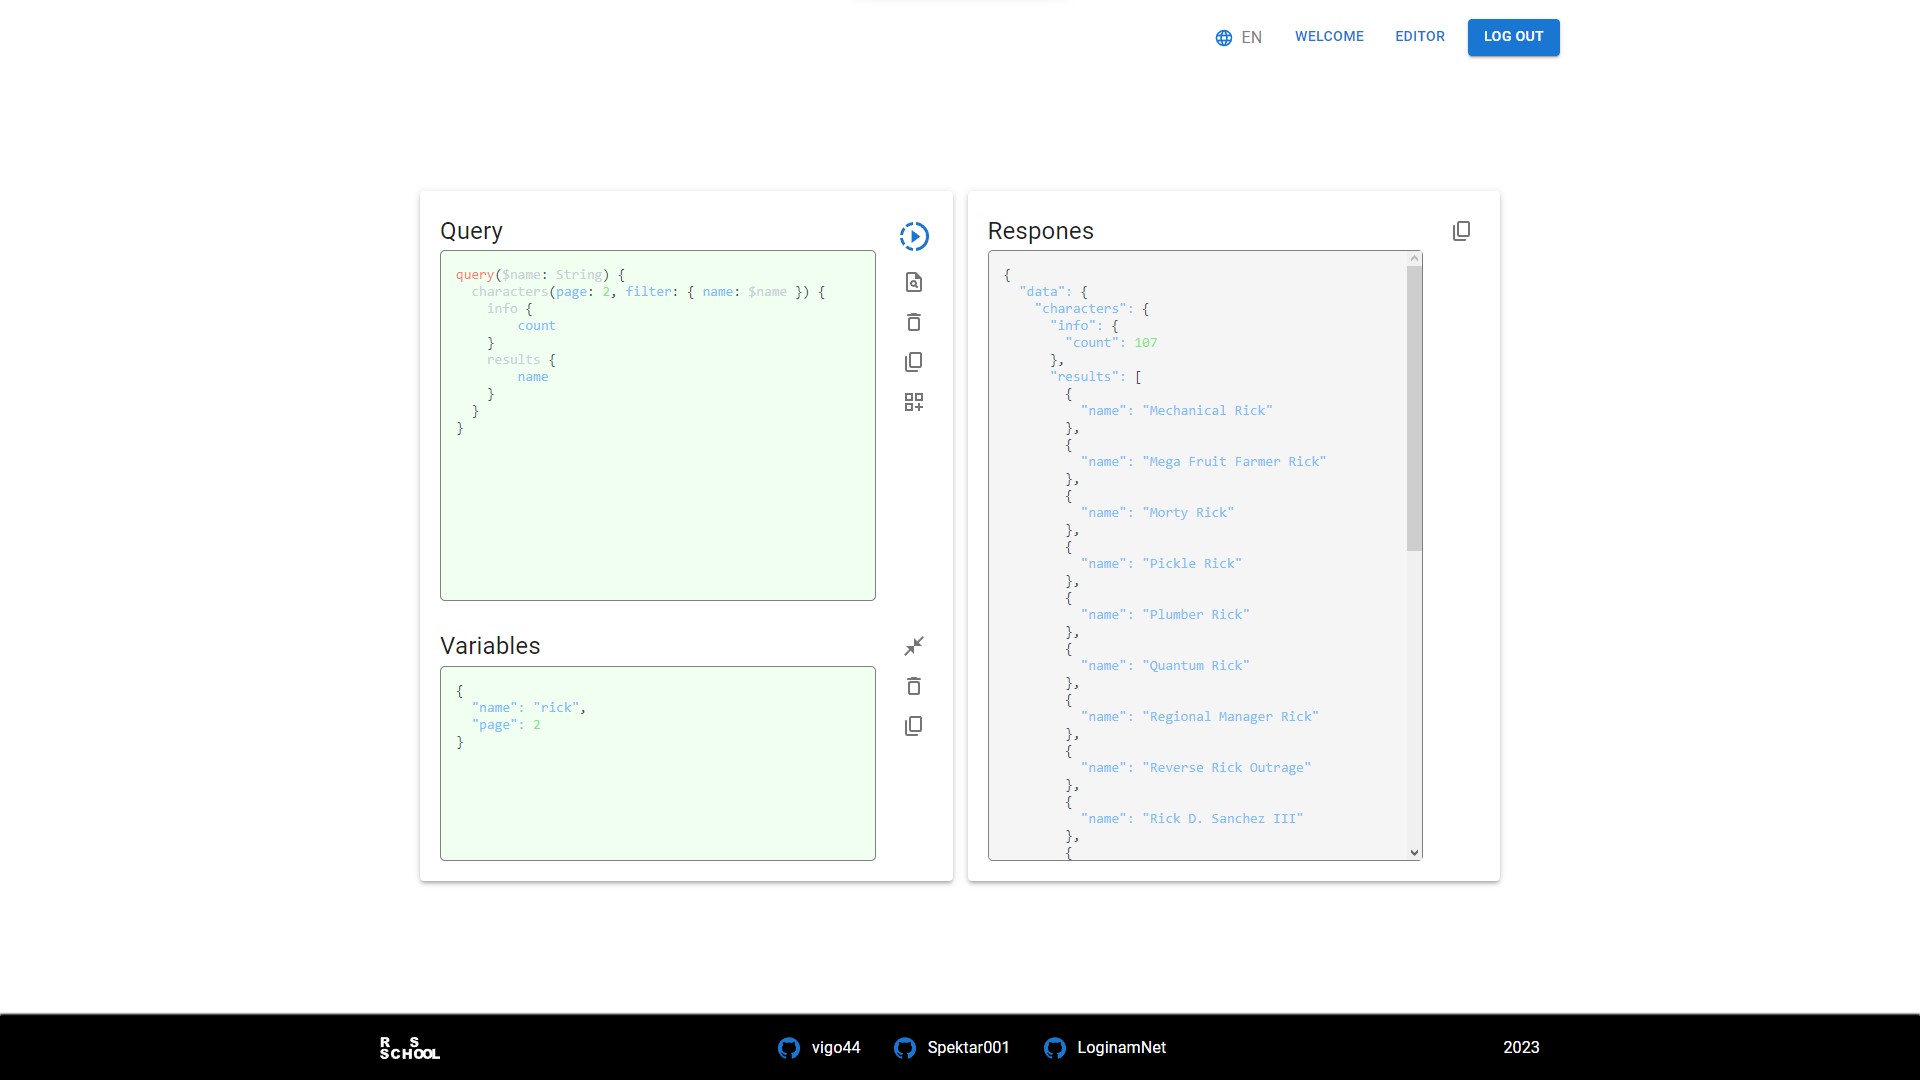 EN WELCOME EDITOR LOG OUT
Query
query($name: String) {
  characters(page: 2, filter: { name: $name }) {
    info {
        count
    }
    results {
        name
    }
  }
}
Variables
{
  "name": "rick",
  "page": 2
}
Respones
{
  "data": {
    "characters": {
      "info": {
        "count": 107
      },
      "results": [
        {
          "name": "Mechanical Rick"
        },
        {
          "name": "Mega Fruit Farmer Rick"
        },
        {
          "name": "Morty Rick"
        },
        {
          "name": "Pickle Rick"
        },
        {
          "name": "Plumber Rick"
        },
        {
          "name": "Quantum Rick"
        },
        {
          "name": "Regional Manager Rick"
        },
        {
          "name": "Reverse Rick Outrage"
        },
        {
          "name": "Rick D. Sanchez III"
        },
        {
R S
SCHOOL
vigo44 Spektar001 LoginamNet 2023